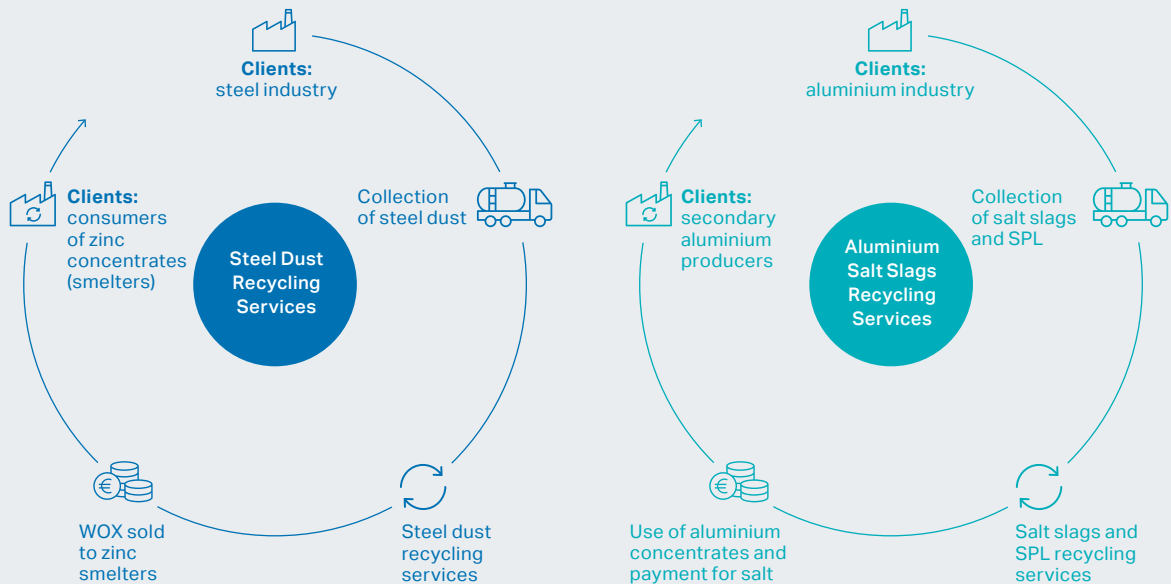 Clients:
steel industry
Collection
of steel dust
Steel dust
recycling
services
€
WOX sold
to zinc
smelters
Clients:
consumers
of zinc
concentrates
(smelters)
Steel Dust
Recycling
Services
Clients:
aluminium industry
Collection
of salt slags
and SPL
Salt slags and
SPL recycling
services
€
Use of aluminium
concentrates and
payment for salt
Clients:
secondary
aluminium
producers
Aluminium
Salt Slags
Recycling
Services